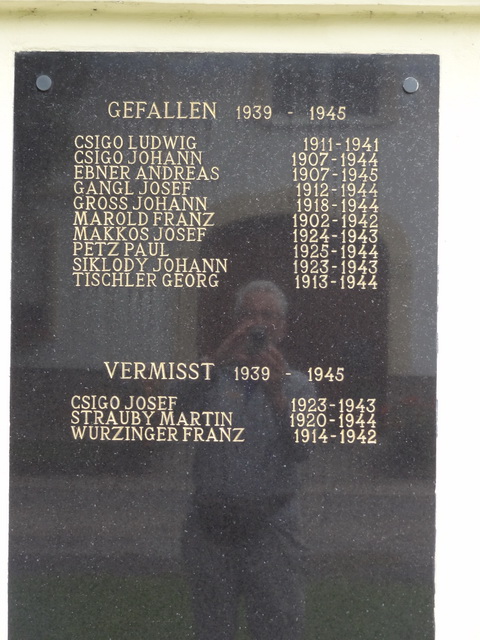 GEFALLEN 1939 - 1945
CSIGO LUDWIG 1911-1941
CSIGO JOHANN 1907-1944
EBNER ANDREAS 1907-1945
GANGL JOSEF 1912-1944
GROSS JOHANN 1918-1944
MAROLD FRANZ 1902-1942
MAKKOS JOSEF 1924-1943
PETZ PAUL 1925-1944
SIKLODY JOHANN 1923-1943
TISCHLER GEORG 1913-1944
VERMISST 1939 - 1945
CSIGO JOSEF 1923-1943
STRAUBY MARTIN 1920-1944
WURZINGER FRANZ 1914-1942